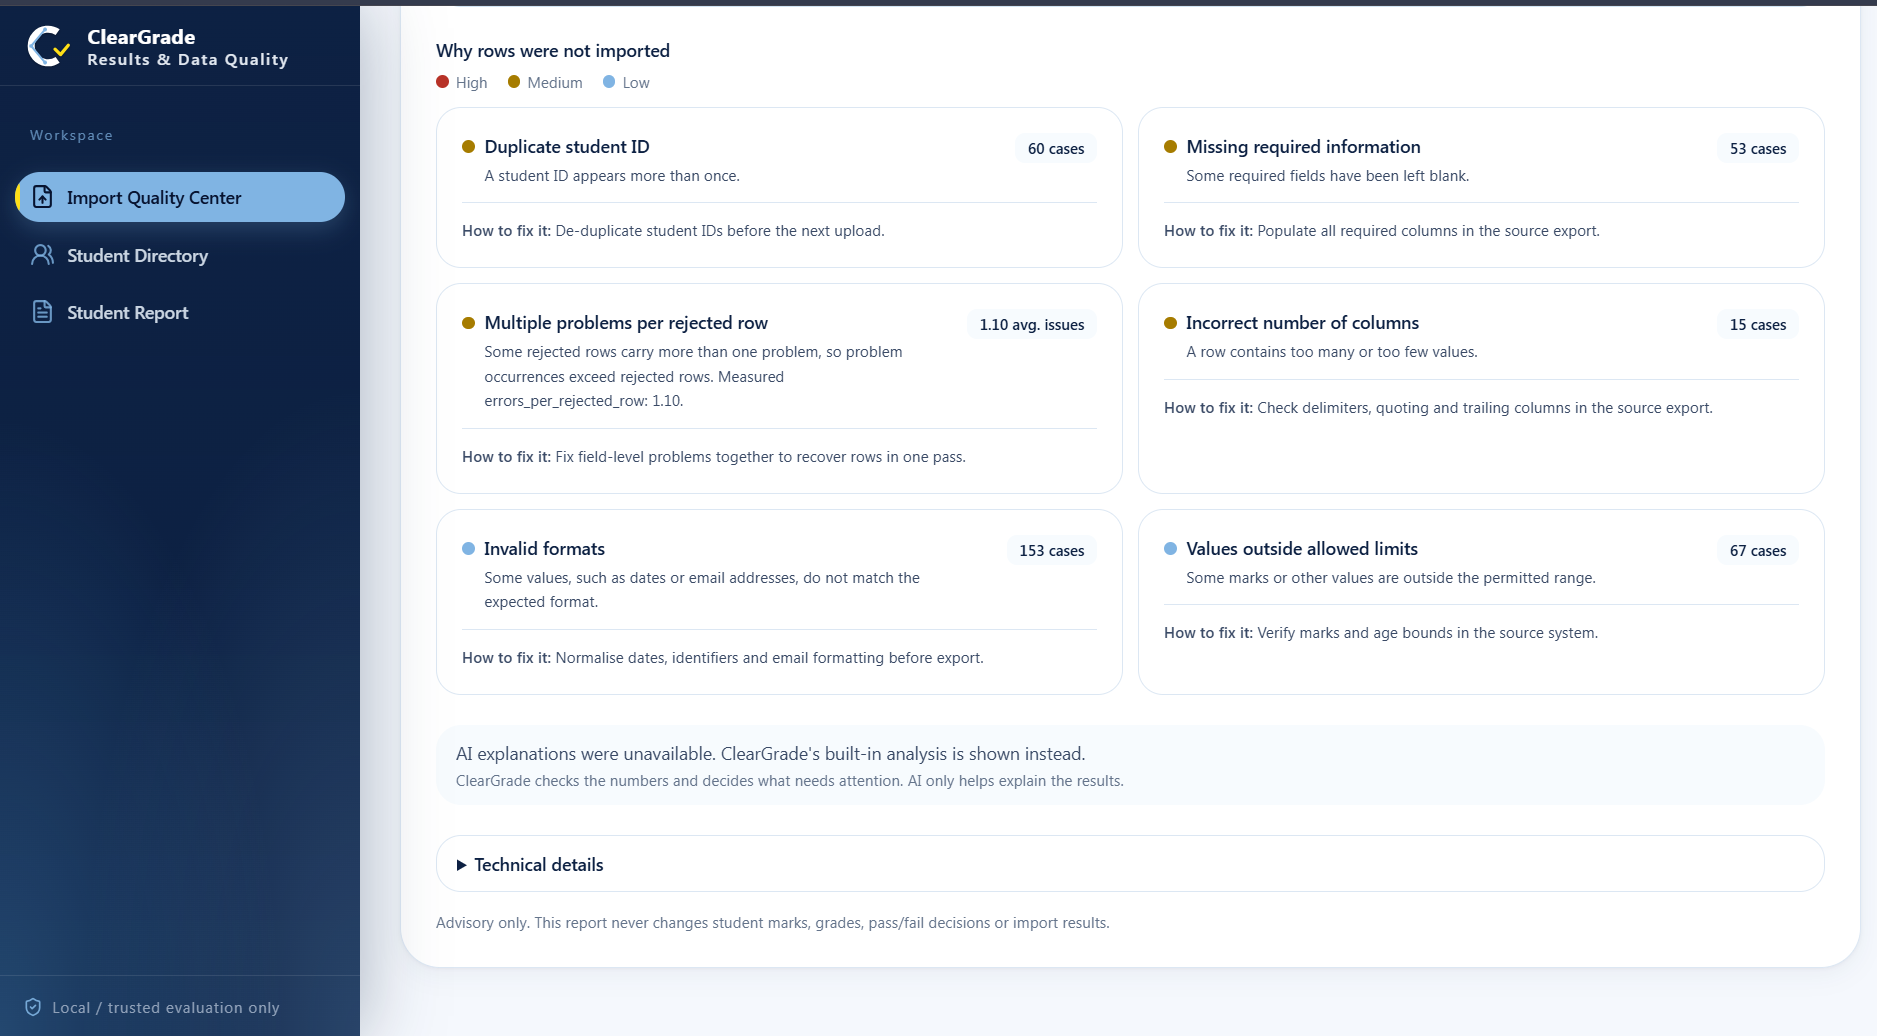 ClearGrade
Results & Data Quality
Workspace
Import Quality Center
Student Directory
Student Report
Local / trusted evaluation only
Why rows were not imported
High
Medium
Low
Duplicate student ID
60 cases
A student ID appears more than once.
How to fix it: De-duplicate student IDs before the next upload.
Missing required information
53 cases
Some required fields have been left blank.
How to fix it: Populate all required columns in the source export.
Multiple problems per rejected row
1.10 avg. issues
Some rejected rows carry more than one problem, so problem
occurrences exceed rejected rows. Measured
errors_per_rejected_row: 1.10.
How to fix it: Fix field-level problems together to recover rows in one pass.
Incorrect number of columns
15 cases
A row contains too many or too few values.
How to fix it: Check delimiters, quoting and trailing columns in the source export.
Invalid formats
153 cases
Some values, such as dates or email addresses, do not match the
expected format.
How to fix it: Normalise dates, identifiers and email formatting before export.
Values outside allowed limits
67 cases
Some marks or other values are outside the permitted range.
How to fix it: Verify marks and age bounds in the source system.
AI explanations were unavailable. ClearGrade's built-in analysis is shown instead.
ClearGrade checks the numbers and decides what needs attention. AI only helps explain the results.
Technical details
Advisory only. This report never changes student marks, grades, pass/fail decisions or import results.